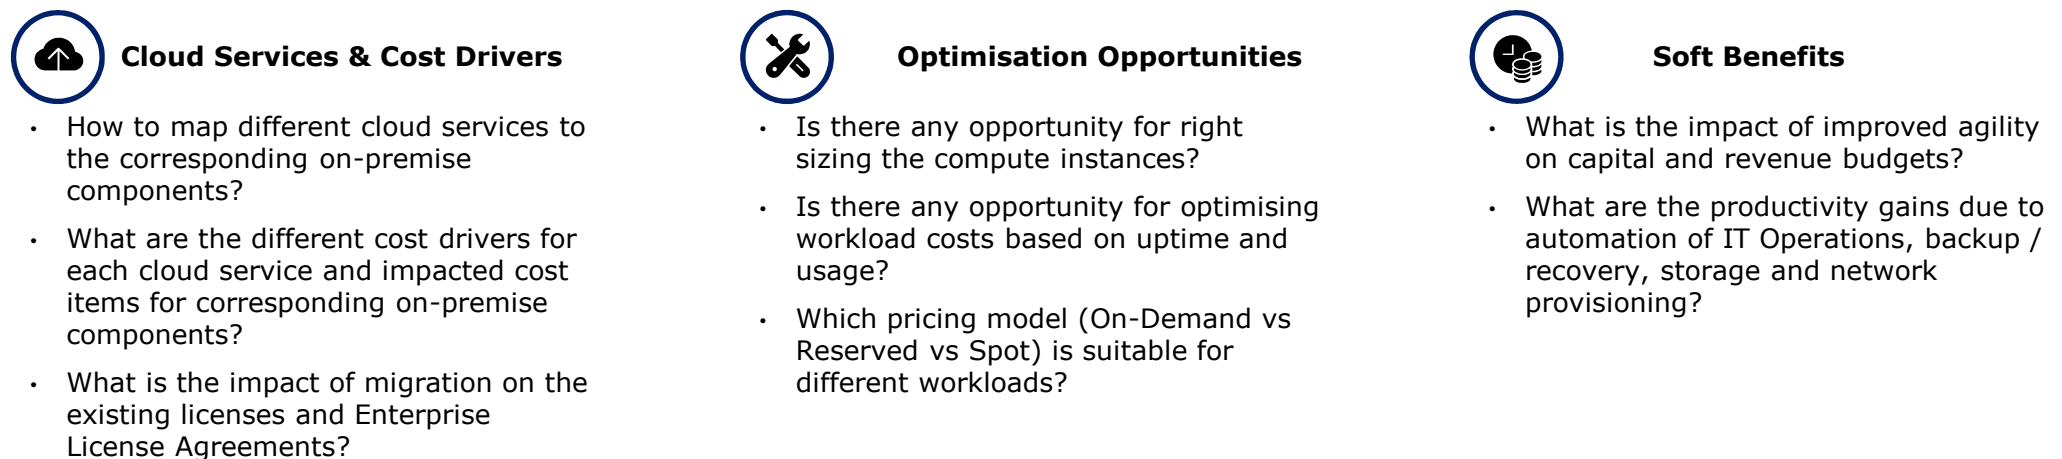 Cloud Services & Cost Drivers
• How to map different cloud services to
the corresponding on-premise
components?
• What are the different cost drivers for
each cloud service and impacted cost
items for corresponding on-premise
components?
• What is the impact of migration on the
existing licenses and Enterprise
License Agreements?
Optimisation Opportunities
• Is there any opportunity for right
sizing the compute instances?
• Is there any opportunity for optimising
workload costs based on uptime and
usage?
• Which pricing model (On-Demand vs
Reserved vs Spot) is suitable for
different workloads?
Soft Benefits
• What is the impact of improved agility
on capital and revenue budgets?
• What are the productivity gains due to
automation of IT Operations, backup /
recovery, storage and network
provisioning?